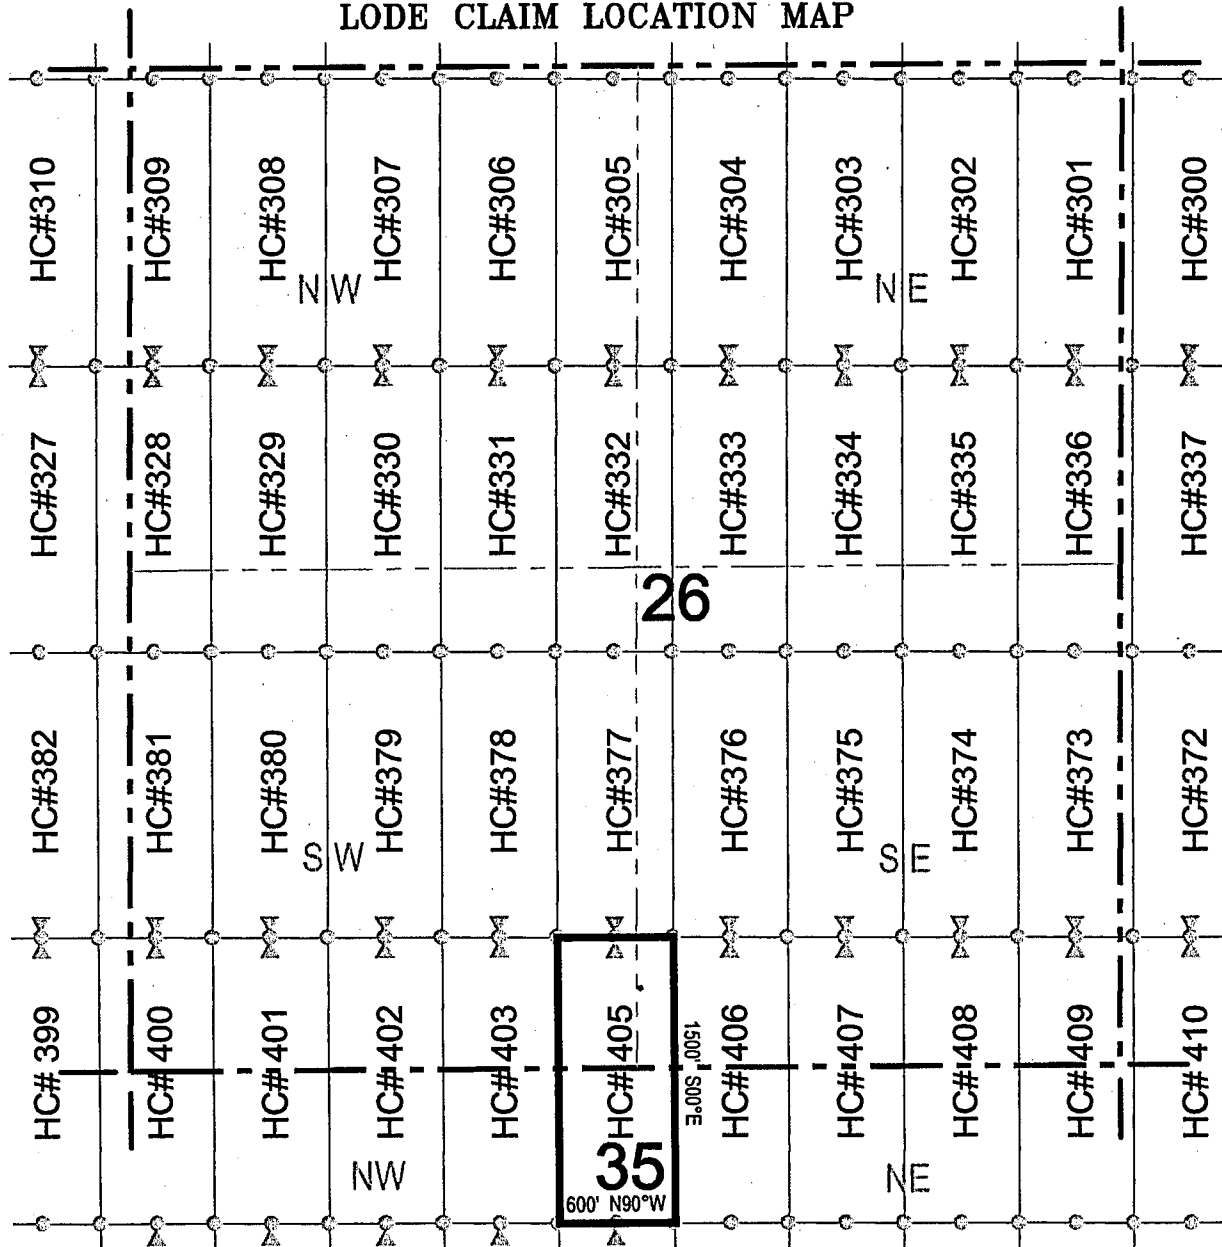 LODE CLAIM LOCATION MAP
HC#310
HC#309
HC#308
HC#307
HC#306
HC#305
HC#304
HC#303
HC#302
HC#301
HC#300
NW
NE
HC#327
HC#328
HC#329
HC#330
HC#331
HC#332
HC#333
HC#334
HC#335
HC#336
HC#337
26
HC#382
HC#381
HC#380
HC#379
HC#378
HC#377
HC#376
HC#375
HC#374
HC#373
HC#372
SW
SE
HC# 399
HC# 400
HC# 401
HC# 402
HC# 403
HC# 405
1500' S00°E
HC# 406
HC# 407
HC# 408
HC# 409
HC# 410
NW
35
NE
600' N90°W